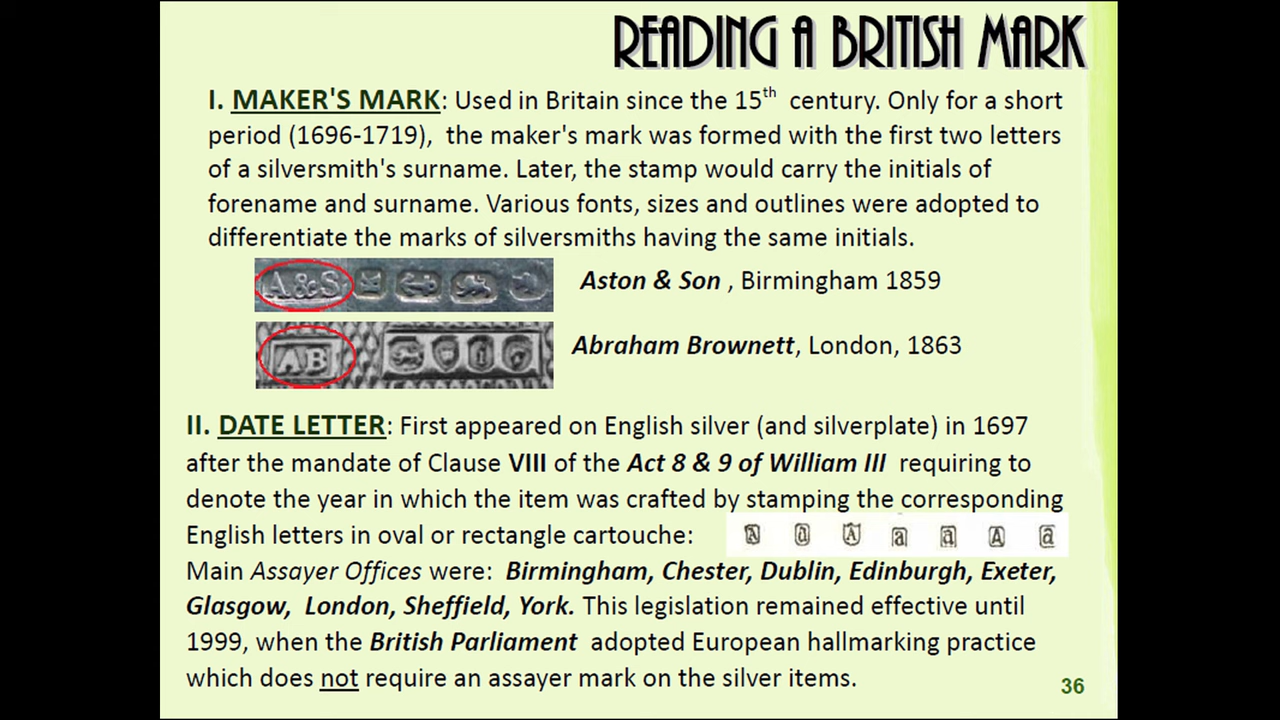 READING A BRITISH MARK
I. MAKER'S MARK: Used in Britain since the 15th century. Only for a short
period (1696-1719), the maker's mark was formed with the first two letters
of a silversmith's surname. Later, the stamp would carry the initials of
forename and surname. Various fonts, sizes and outlines were adopted to
differentiate the marks of silversmiths having the same initials.
A&S
Aston & Son , Birmingham 1859
AB
Abraham Brownett, London, 1863
II. DATE LETTER: First appeared on English silver (and silverplate) in 1697
after the mandate of Clause VIII of the Act 8 & 9 of William III requiring to
denote the year in which the item was crafted by stamping the corresponding
English letters in oval or rectangle cartouche: a A a a A a
Main Assayer Offices were: Birmingham, Chester, Dublin, Edinburgh, Exeter,
Glasgow, London, Sheffield, York. This legislation remained effective until
1999, when the British Parliament adopted European hallmarking practice
which does not require an assayer mark on the silver items.
36